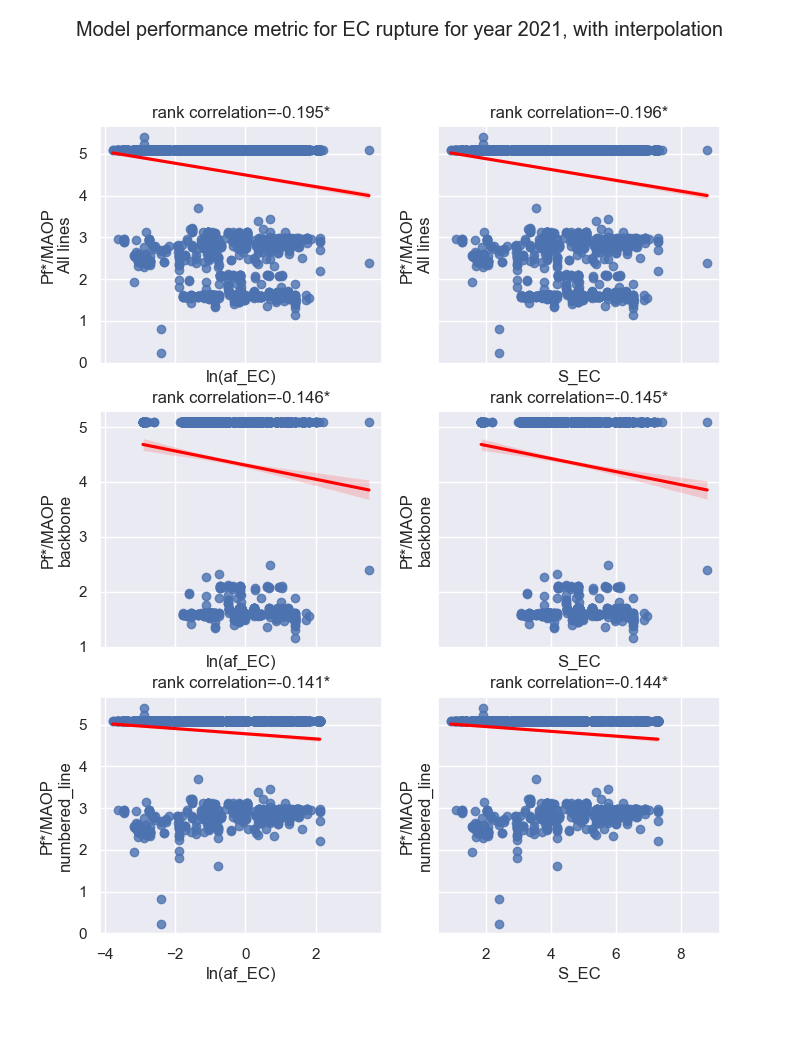 Model performance metric for EC rupture for year 2021, with interpolation
rank correlation=-0.195*
rank correlation=-0.196*
5
4
3
2
1
0
Pf*/MAOP
All lines
Pf*/MAOP
All lines
ln(af_EC)
S_EC
rank correlation=-0.146*
rank correlation=-0.145*
5
4
3
2
1
Pf*/MAOP
backbone
Pf*/MAOP
backbone
ln(af_EC)
S_EC
rank correlation=-0.141*
rank correlation=-0.144*
5
4
3
2
1
0
Pf*/MAOP
numbered_line
Pf*/MAOP
numbered_line
−4 −2 0 2
2 4 6 8
ln(af_EC)
S_EC